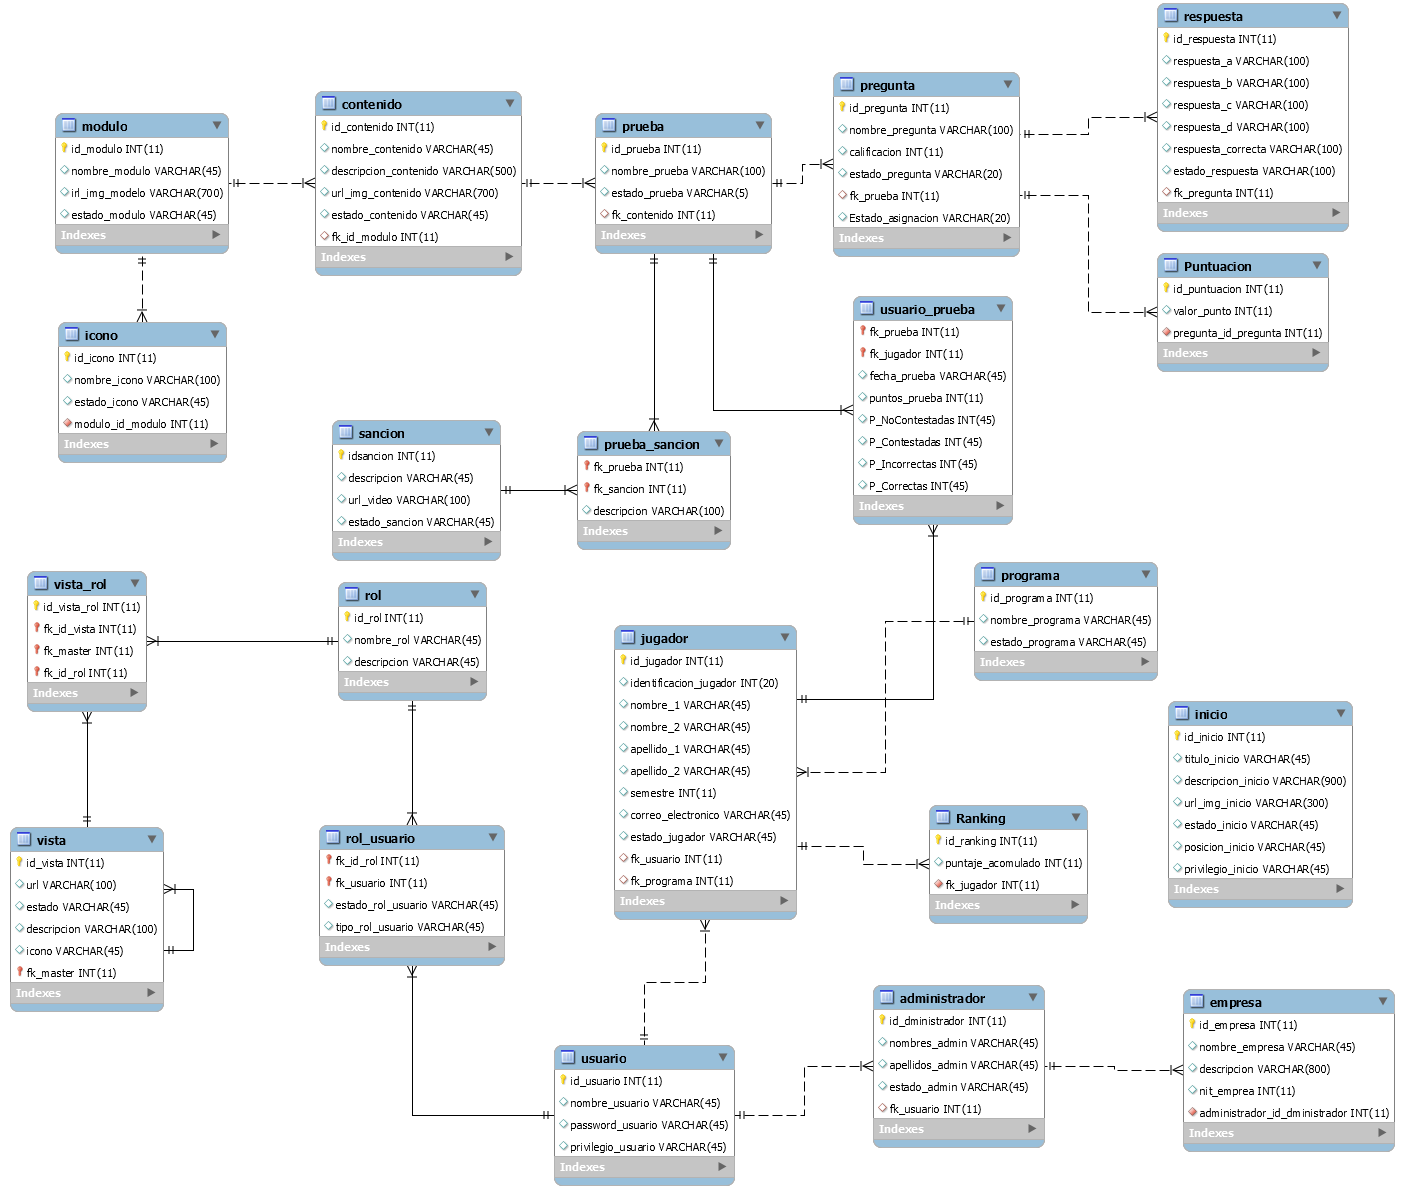 modulo
id_modulo INT(11)
nombre_modulo VARCHAR(45)
irl_img_modelo VARCHAR(700)
estado_modulo VARCHAR(45)
Indexes
contenido
id_contenido INT(11)
nombre_contenido VARCHAR(45)
descripcion_contenido VARCHAR(500)
url_img_contenido VARCHAR(700)
estado_contenido VARCHAR(45)
fk_id_modulo INT(11)
Indexes
prueba
id_prueba INT(11)
nombre_prueba VARCHAR(100)
estado_prueba VARCHAR(5)
fk_contenido INT(11)
Indexes
pregunta
id_pregunta INT(11)
nombre_pregunta VARCHAR(100)
calificacion INT(11)
estado_pregunta VARCHAR(20)
fk_prueba INT(11)
Estado_asignacion VARCHAR(20)
Indexes
respuesta
id_respuesta INT(11)
respuesta_a VARCHAR(100)
respuesta_b VARCHAR(100)
respuesta_c VARCHAR(100)
respuesta_d VARCHAR(100)
respuesta_correcta VARCHAR(100)
estado_respuesta VARCHAR(100)
fk_pregunta INT(11)
Indexes
Puntuacion
id_puntuacion INT(11)
valor_punto INT(11)
pregunta_id_pregunta INT(11)
Indexes
icono
id_icono INT(11)
nombre_icono VARCHAR(100)
estado_icono VARCHAR(45)
modulo_id_modulo INT(11)
Indexes
usuario_prueba
fk_prueba INT(11)
fk_jugador INT(11)
fecha_prueba VARCHAR(45)
puntos_prueba INT(11)
P_NoContestadas INT(45)
P_Contestadas INT(45)
P_Incorrectas INT(45)
P_Correctas INT(45)
Indexes
sancion
idsancion INT(11)
descripcion VARCHAR(45)
url_video VARCHAR(100)
estado_sancion VARCHAR(45)
Indexes
prueba_sancion
fk_prueba INT(11)
fk_sancion INT(11)
descripcion VARCHAR(100)
Indexes
vista_rol
id_vista_rol INT(11)
fk_id_vista INT(11)
fk_master INT(11)
fk_id_rol INT(11)
Indexes
rol
id_rol INT(11)
nombre_rol VARCHAR(45)
descripcion VARCHAR(45)
Indexes
jugador
id_jugador INT(11)
identificacion_jugador INT(20)
nombre_1 VARCHAR(45)
nombre_2 VARCHAR(45)
apellido_1 VARCHAR(45)
apellido_2 VARCHAR(45)
semestre INT(11)
correo_electronico VARCHAR(45)
estado_jugador VARCHAR(45)
fk_usuario INT(11)
fk_programa INT(11)
Indexes
programa
id_programa INT(11)
nombre_programa VARCHAR(45)
estado_programa VARCHAR(45)
Indexes
inicio
id_inicio INT(11)
titulo_inicio VARCHAR(45)
descripcion_inicio VARCHAR(900)
url_img_inicio VARCHAR(300)
estado_inicio VARCHAR(45)
posicion_inicio VARCHAR(45)
privilegio_inicio VARCHAR(45)
Indexes
vista
id_vista INT(11)
url VARCHAR(100)
estado VARCHAR(45)
descripcion VARCHAR(100)
icono VARCHAR(45)
fk_master INT(11)
Indexes
rol_usuario
fk_id_rol INT(11)
fk_usuario INT(11)
estado_rol_usuario VARCHAR(45)
tipo_rol_usuario VARCHAR(45)
Indexes
Ranking
id_ranking INT(11)
puntaje_acomulado INT(11)
fk_jugador INT(11)
Indexes
usuario
id_usuario INT(11)
nombre_usuario VARCHAR(45)
password_usuario VARCHAR(45)
privilegio_usuario VARCHAR(45)
Indexes
administrador
id_dministrador INT(11)
nombres_admin VARCHAR(45)
apellidos_admin VARCHAR(45)
estado_admin VARCHAR(45)
fk_usuario INT(11)
Indexes
empresa
id_empresa INT(11)
nombre_empresa VARCHAR(45)
descripcion VARCHAR(800)
nit_emprea INT(11)
administrador_id_dministrador INT(11)
Indexes